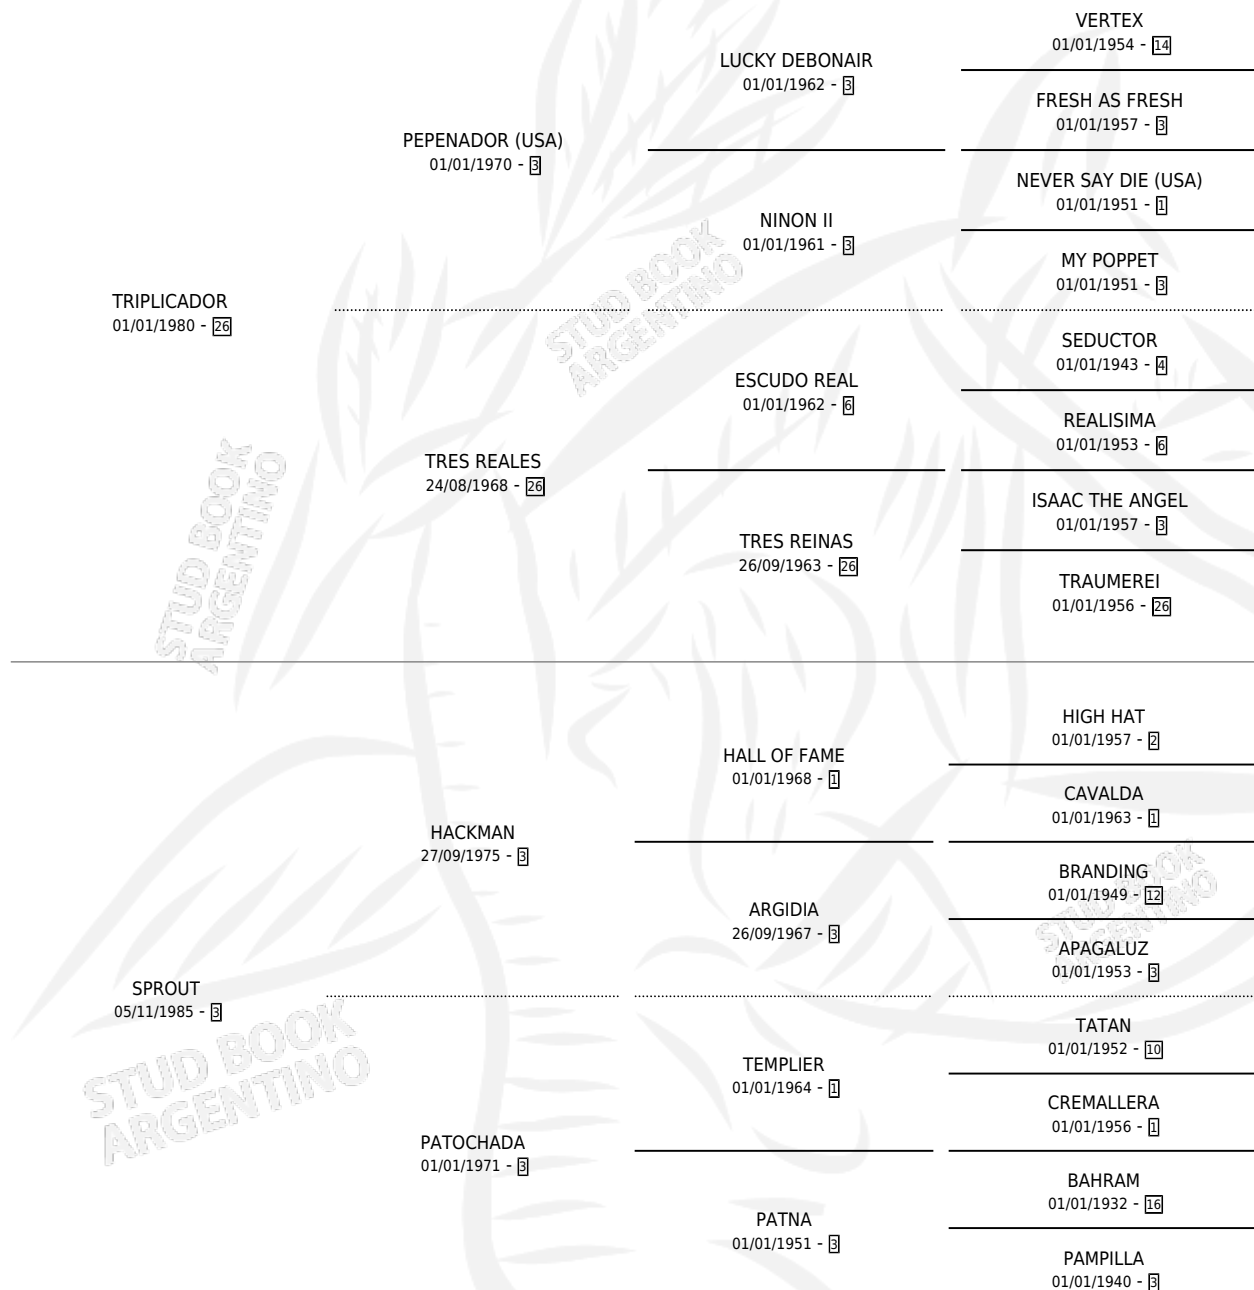 VERTEX
01/01/1954 - 14
LUCKY DEBONAIR
01/01/1962 - 3
FRESH AS FRESH
01/01/1957 - 3
PEPENADOR (USA)
01/01/1970 - 3
NEVER SAY DIE (USA)
01/01/1951 - 1
NINON II
01/01/1961 - 3
MY POPPET
01/01/1951 - 3
TRIPLICADOR
01/01/1980 - 26
SEDUCTOR
01/01/1943 - 4
ESCUDO REAL
01/01/1962 - 6
REALISIMA
01/01/1953 - 6
TRES REALES
24/08/1968 - 26
ISAAC THE ANGEL
01/01/1957 - 3
TRES REINAS
26/09/1963 - 26
TRAUMEREI
01/01/1956 - 26
STUD BOOK
ARGENTINO
STUD BOOK
ARGENTINO
HIGH HAT
01/01/1957 - 2
HALL OF FAME
01/01/1968 - 1
CAVALDA
01/01/1963 - 1
HACKMAN
27/09/1975 - 3
BRANDING
01/01/1949 - 12
ARGIDIA
26/09/1967 - 3
APAGALUZ
01/01/1953 - 3
STUD BOOK
ARGENTINO
SPROUT
05/11/1985 - 3
TATAN
01/01/1952 - 10
TEMPLIER
01/01/1964 - 1
CREMALLERA
01/01/1956 - 1
STUD BOOK
ARGENTINO
PATOCHADA
01/01/1971 - 3
BAHRAM
01/01/1932 - 16
PATNA
01/01/1951 - 3
PAMPILLA
01/01/1940 - 3